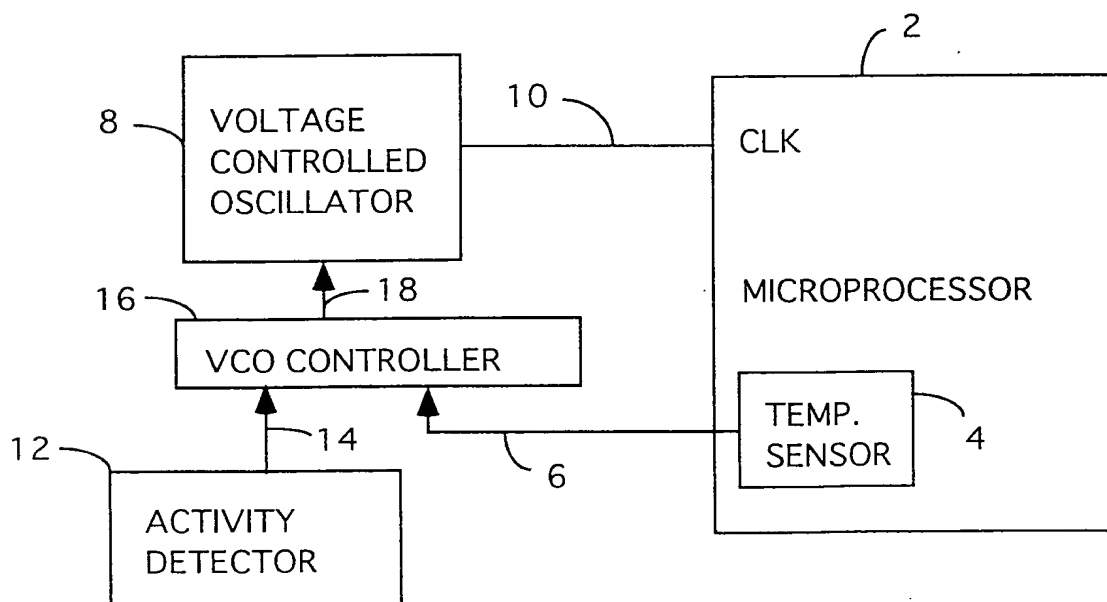 2
10
8
VOLTAGE
CONTROLLED
OSCILLATOR
CLK
18
16
MICROPROCESSOR
VCO CONTROLLER
TEMP.
SENSOR
4
14
6
12
ACTIVITY
DETECTOR